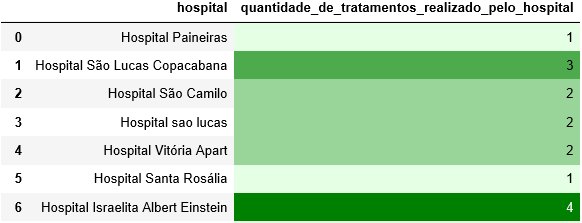 hospital quantidade_de_tratamentos_realizado_pelo_hospital
0 Hospital Paineiras 1
1 Hospital São Lucas Copacabana 3
2 Hospital São Camilo 2
3 Hospital sao lucas 2
4 Hospital Vitória Apart 2
5 Hospital Santa Rosália 1
6 Hospital Israelita Albert Einstein 4